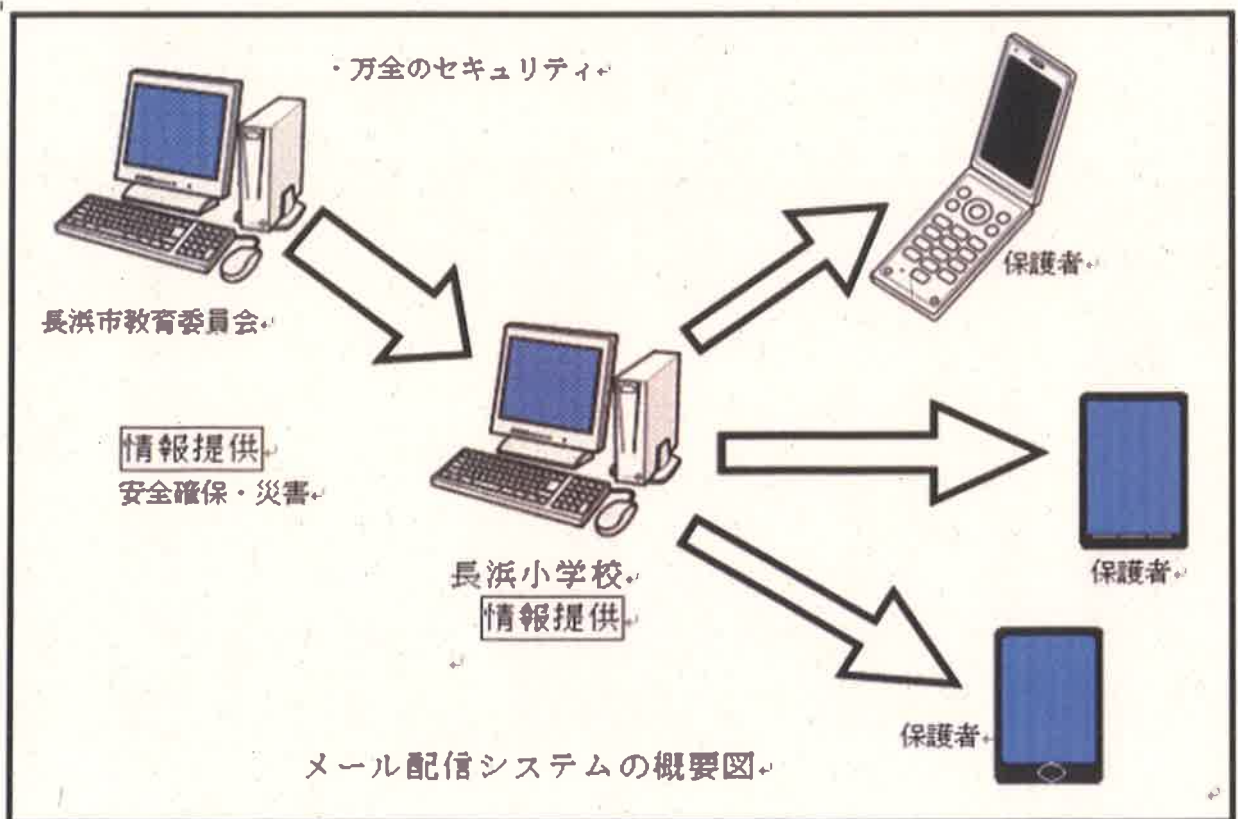 ・万全のセキュリティ
保護者
長浜市教育委員会
情報提供
安全確保・災害
長浜小学校
情報提供
保護者
保護者
メール配信システムの概要図